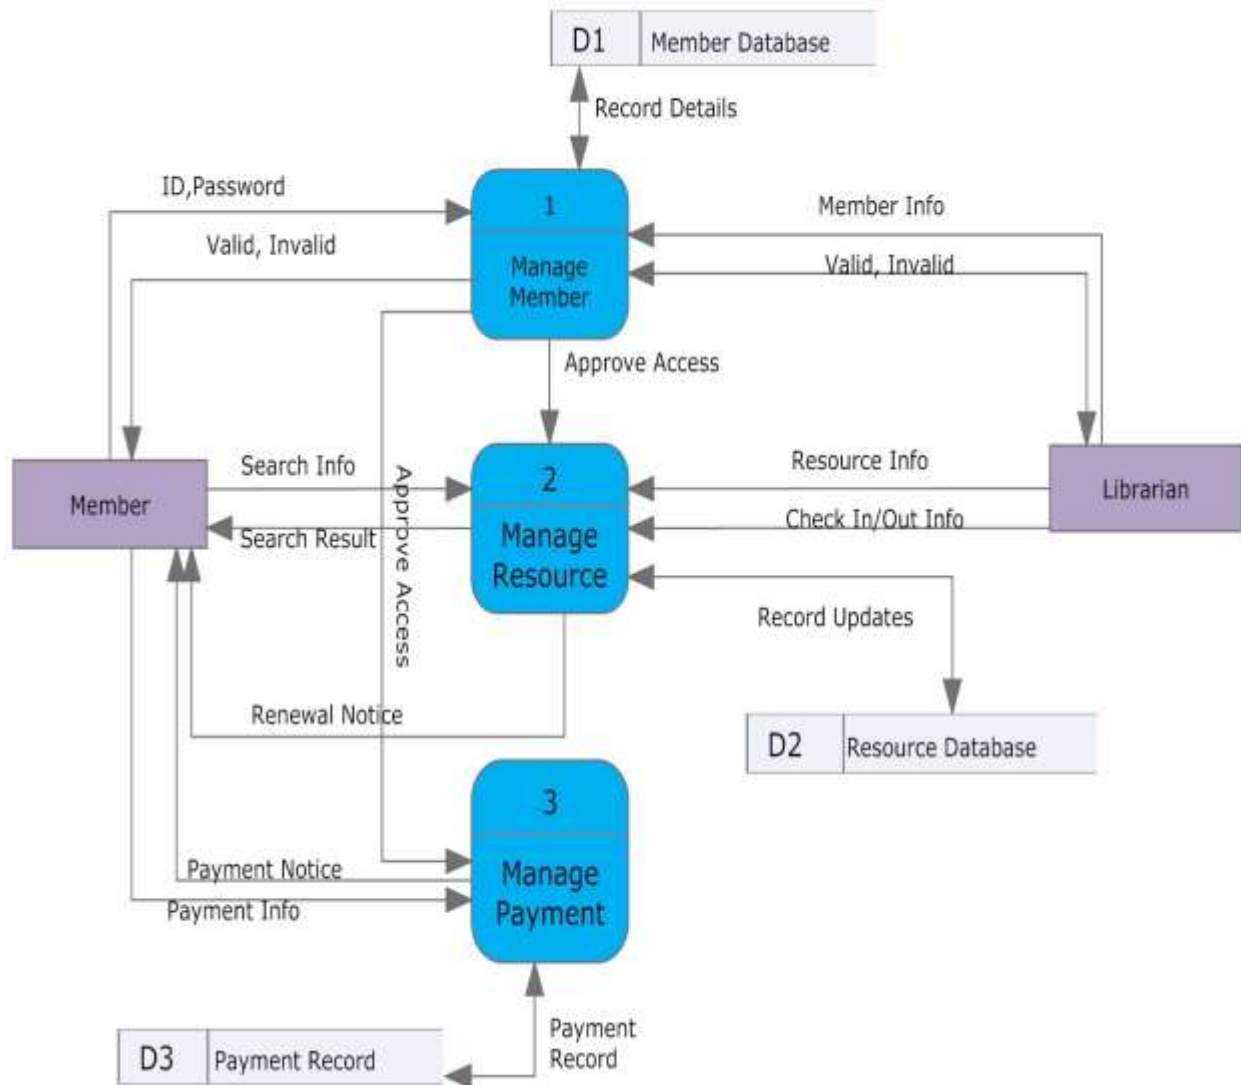 D1 Member Database
Record Details
ID,Password
1
Member Info
Valid, Invalid
Valid, Invalid
Manage
Member
Approve Access
Search Info
2
Resource Info
Member
Librarian
Approve Access
Search Result
Manage
Resource
Check In/Out Info
Record Updates
Renewal Notice
D2 Resource Database
3
Payment Notice
Manage
Payment
Payment Info
Payment
Record
D3 Payment Record